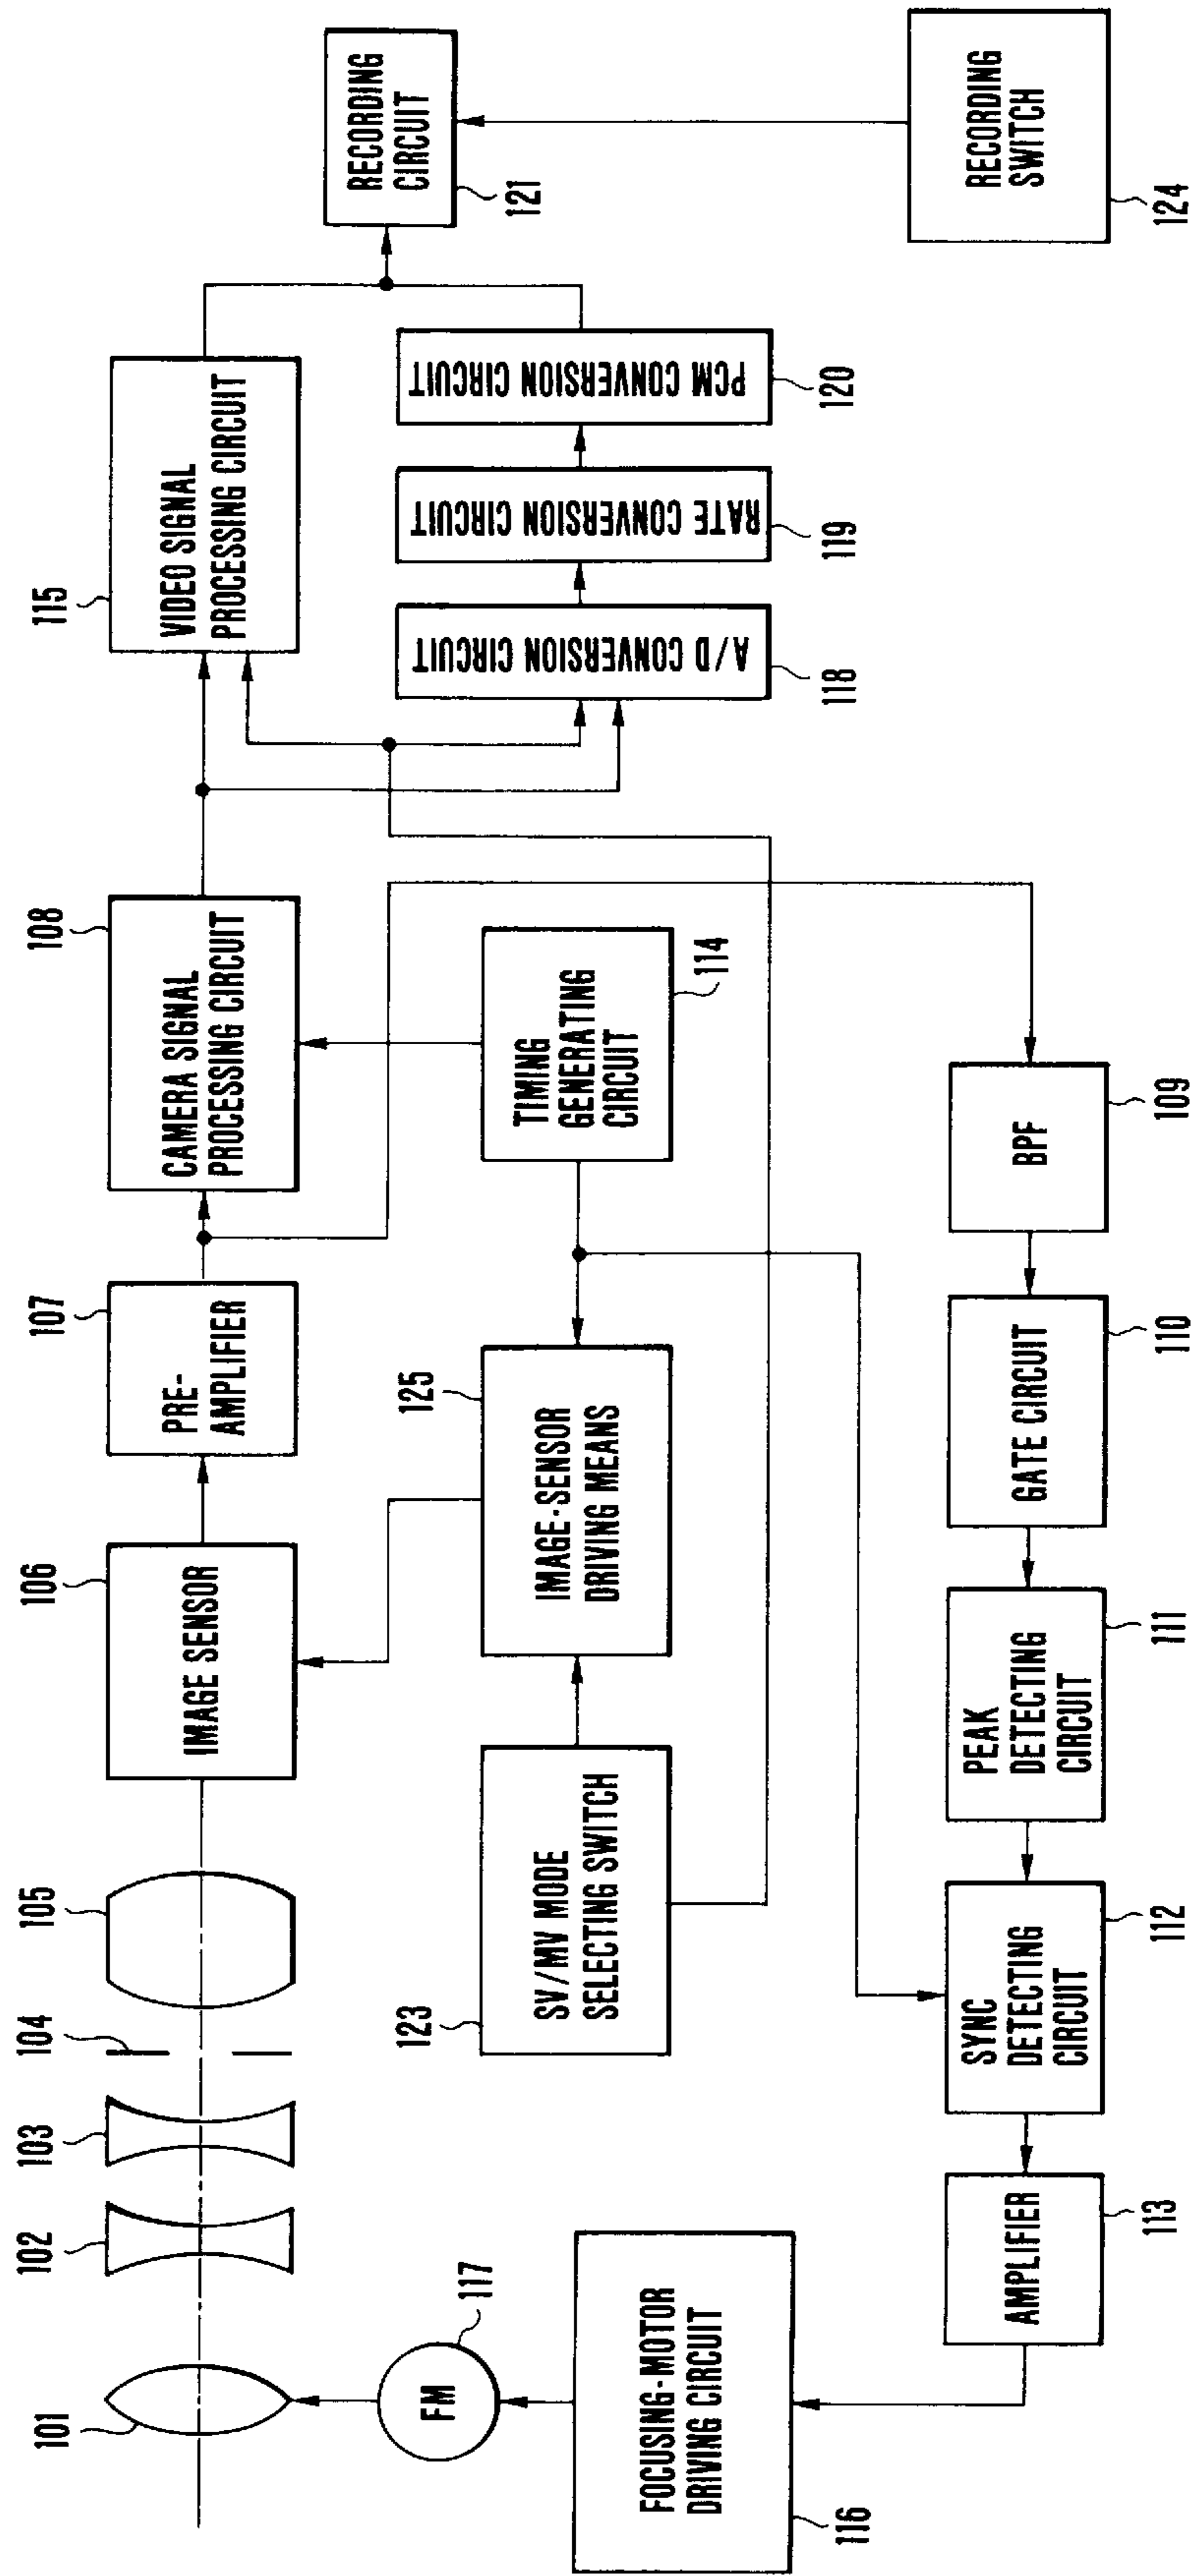 101
102
103
104
105
106
IMAGE SENSOR
107
PRE-
AMPLIFIER
108
CAMERA SIGNAL
PROCESSING CIRCUIT
115
VIDEO SIGNAL
PROCESSING CIRCUIT
RECORDING
CIRCUIT
121
FM
117
123
SV/MV MODE
SELECTING SWITCH
125
IMAGE-SENSOR
DRIVING MEANS
TIMING
GENERATING
CIRCUIT
114
A/D CONVERSION CIRCUIT
118
RATE CONVERSION CIRCUIT
119
PCM CONVERSION CIRCUIT
120
FOCUSING-MOTOR
DRIVING CIRCUIT
116
AMPLIFIER
113
SYNC
DETECTING
CIRCUIT
112
PEAK
DETECTING
CIRCUIT
111
GATE CIRCUIT
110
BPF
109
RECORDING
SWITCH
124